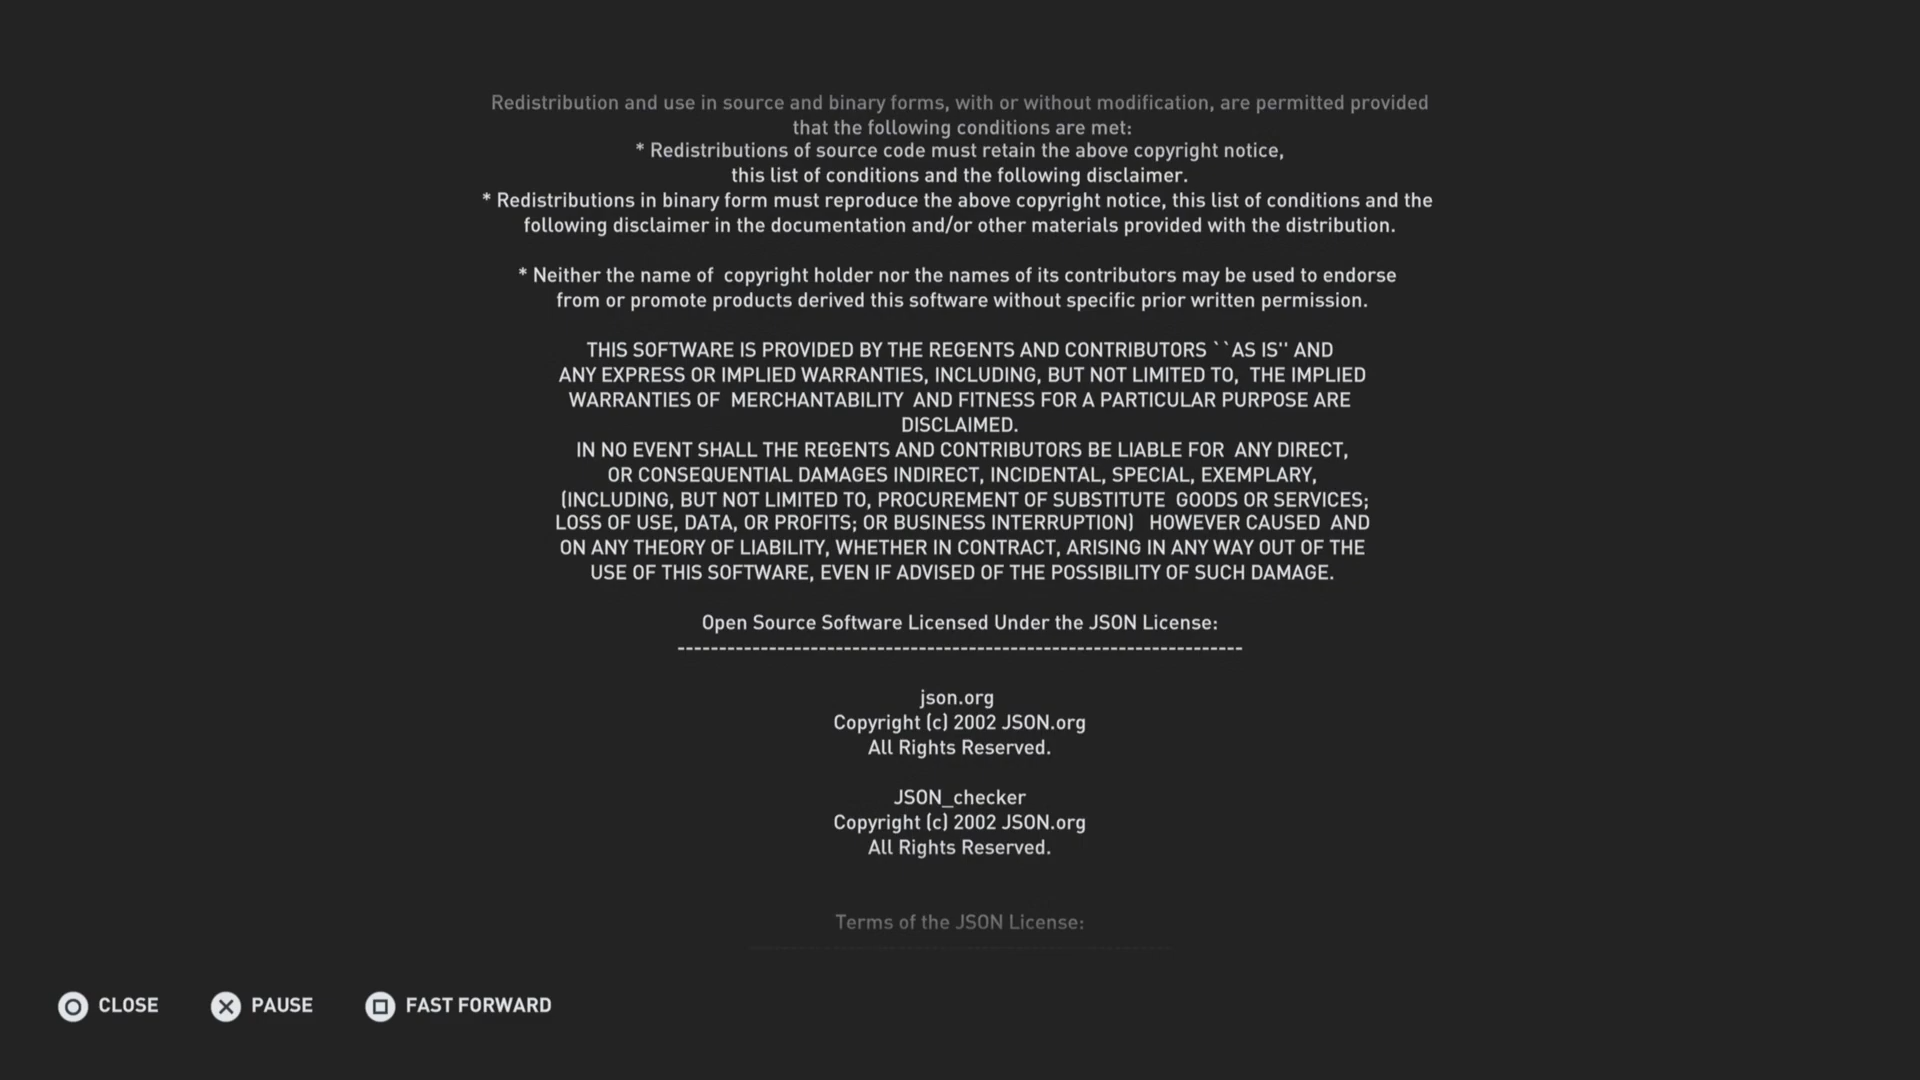 Redistribution and use in source and binary forms, with or without modification, are permitted provided
that the following conditions are met:
* Redistributions of source code must retain the above copyright notice,
this list of conditions and the following disclaimer.
* Redistributions in binary form must reproduce the above copyright notice, this list of conditions and the
following disclaimer in the documentation and/or other materials provided with the distribution.
* Neither the name of  copyright holder nor the names of its contributors may be used to endorse
from or promote products derived this software without specific prior written permission.
THIS SOFTWARE IS PROVIDED BY THE REGENTS AND CONTRIBUTORS ``AS IS'' AND
ANY EXPRESS OR IMPLIED WARRANTIES, INCLUDING, BUT NOT LIMITED TO,  THE IMPLIED
WARRANTIES OF  MERCHANTABILITY  AND FITNESS FOR A PARTICULAR PURPOSE ARE
DISCLAIMED.
IN NO EVENT SHALL THE REGENTS AND CONTRIBUTORS BE LIABLE FOR  ANY DIRECT,
OR CONSEQUENTIAL DAMAGES INDIRECT, INCIDENTAL, SPECIAL, EXEMPLARY,
(INCLUDING, BUT NOT LIMITED TO, PROCUREMENT OF SUBSTITUTE  GOODS OR SERVICES;
LOSS OF USE, DATA, OR PROFITS; OR BUSINESS INTERRUPTION)   HOWEVER CAUSED  AND
ON ANY THEORY OF LIABILITY, WHETHER IN CONTRACT, ARISING IN ANY WAY OUT OF THE
USE OF THIS SOFTWARE, EVEN IF ADVISED OF THE POSSIBILITY OF SUCH DAMAGE.
Open Source Software Licensed Under the JSON License:
--------------------------------------------------------------------
json.org
Copyright (c) 2002 JSON.org
All Rights Reserved.
JSON_checker
Copyright (c) 2002 JSON.org
All Rights Reserved.
Terms of the JSON License:
CLOSE
PAUSE
FAST FORWARD